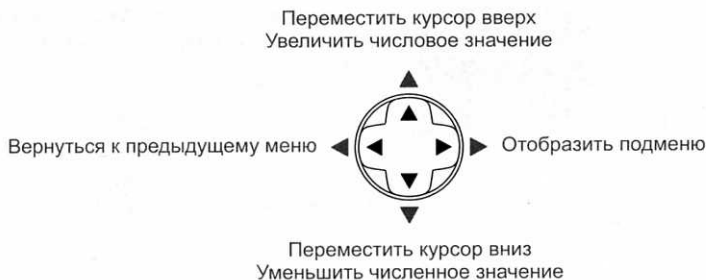 Переместить курсор вверх
Увеличить числовое значение
Вернуться к предыдущему меню
Отобразить подменю
Переместить курсор вниз
Уменьшить численное значение